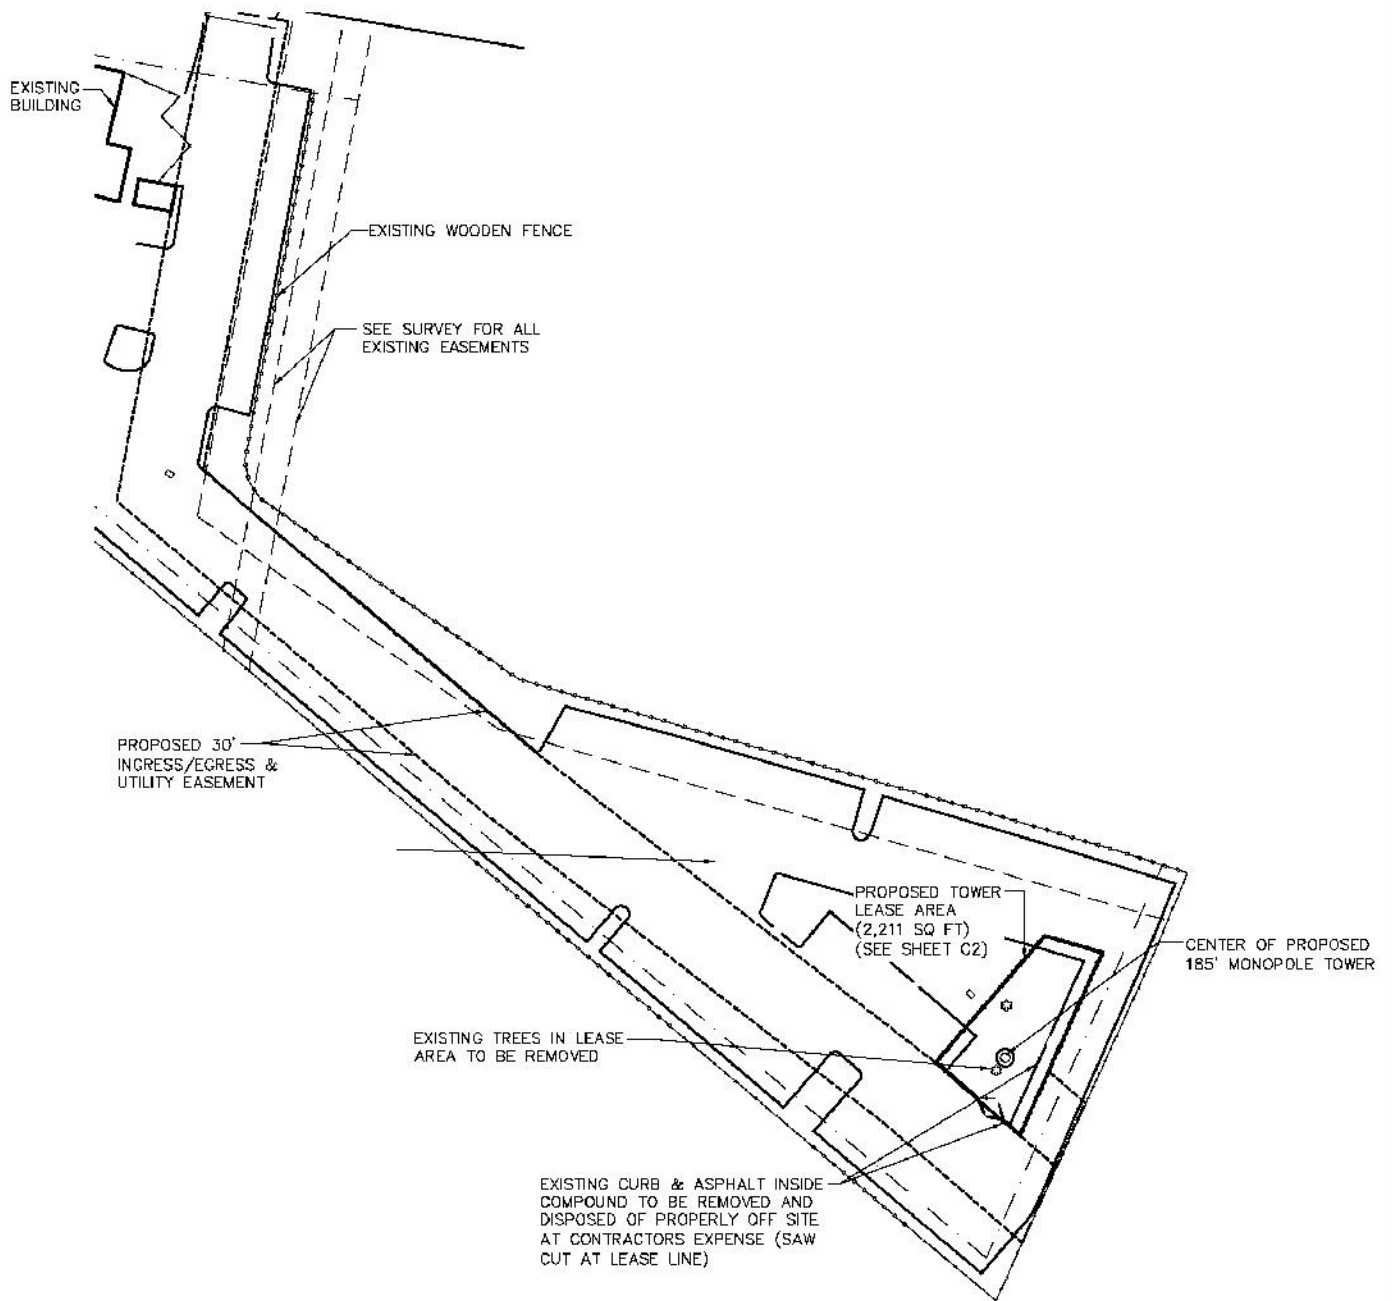 EXISTING
BUILDING
EXISTING WOODEN FENCE
SEE SURVEY FOR ALL
EXISTING EASEMENTS
PROPOSED 30'
INGRESS/EGRESS &
UTILITY EASEMENT
PROPOSED TOWER
LEASE AREA
(2,211 SQ FT)
(SEE SHEET C2)
CENTER OF PROPOSED
185' MONOPOLE TOWER
EXISTING TREES IN LEASE
AREA TO BE REMOVED
EXISTING CURB & ASPHALT INSIDE
COMPOUND TO BE REMOVED AND
DISPOSED OF PROPERLY OFF SITE
AT CONTRACTORS EXPENSE (SAW
CUT AT LEASE LINE)